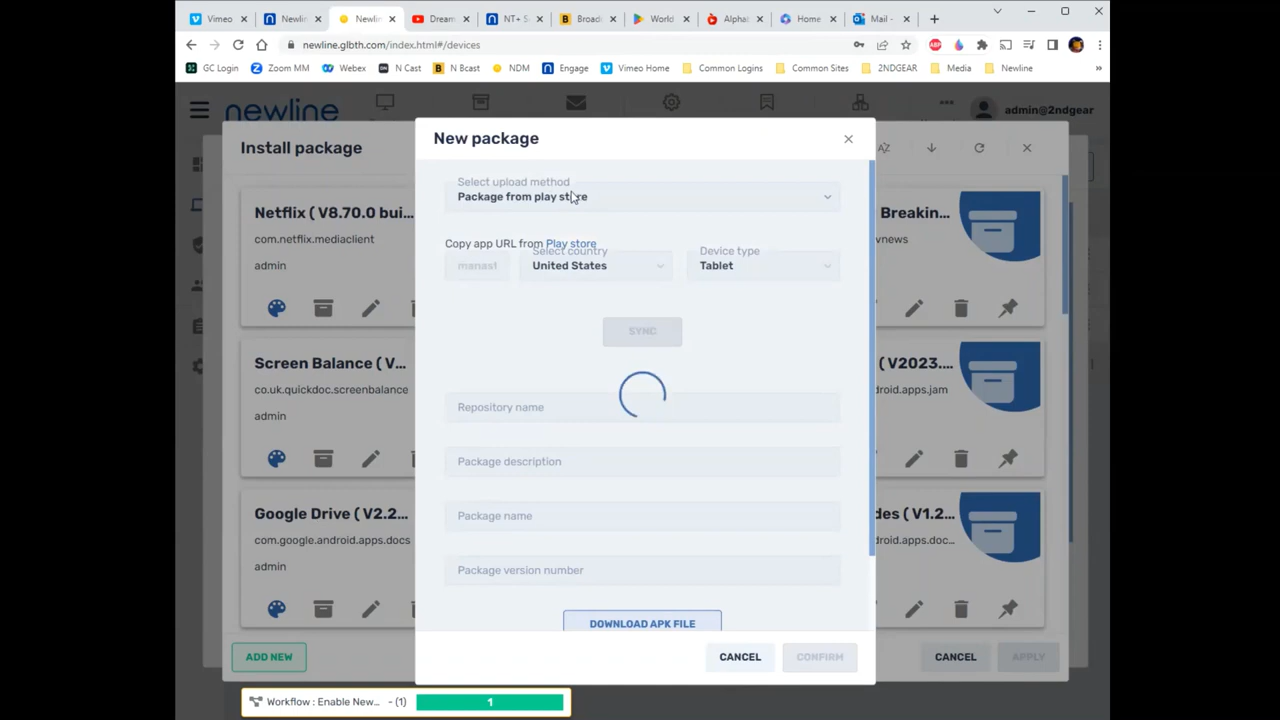 Vimeo
Newline
Newlin
Dream
NT+ S
Broad
World
Alphab
Home
Mail -
newline.glbth.com/index.html#/devices
GC Login
Zoom MM
Webex
N Cast
N Bcast
NDM
Engage
Vimeo Home
Common Logins
Common Sites
2NDGEAR
Media
Newline
»
newline
admin@2ndgear
Install package
New package
Netflix ( V8.70.0 bui...
com.netflix.mediaclient
admin
Select upload method
Package from play store
Breakin...
vnews
Copy app URL from Play store
Select country
United States
Device type
Tablet
SYNC
Screen Balance ( V...
co.uk.quickdoc.screenbalance
admin
( V2023....
ndroid.apps.jam
Repository name
Package description
Package name
Package version number
Google Drive ( V2.2...
com.google.android.apps.docs
admin
des ( V1.2...
ndroid.apps.doc...
DOWNLOAD APK FILE
ADD NEW
CANCEL
CONFIRM
CANCEL
APPLY
Workflow : Enable New... - (1)
1